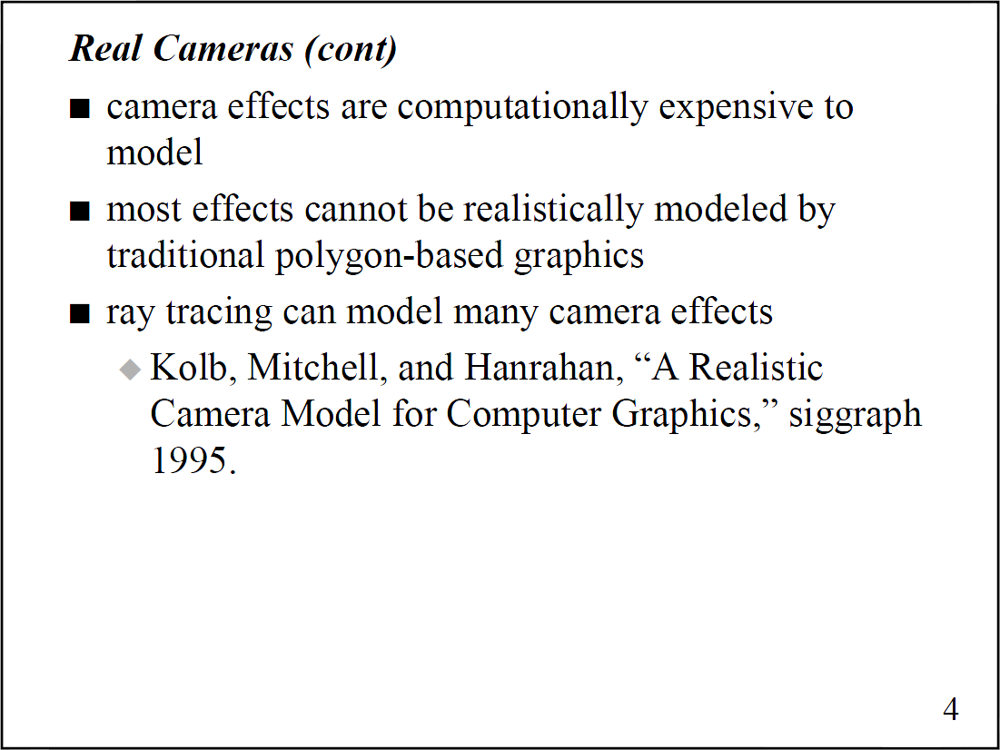 Real Cameras (cont)
■ camera effects are computationally expensive to
model
■ most effects cannot be realistically modeled by
traditional polygon-based graphics
■ ray tracing can model many camera effects
◆ Kolb, Mitchell, and Hanrahan, “A Realistic
Camera Model for Computer Graphics,” siggraph
1995.
4